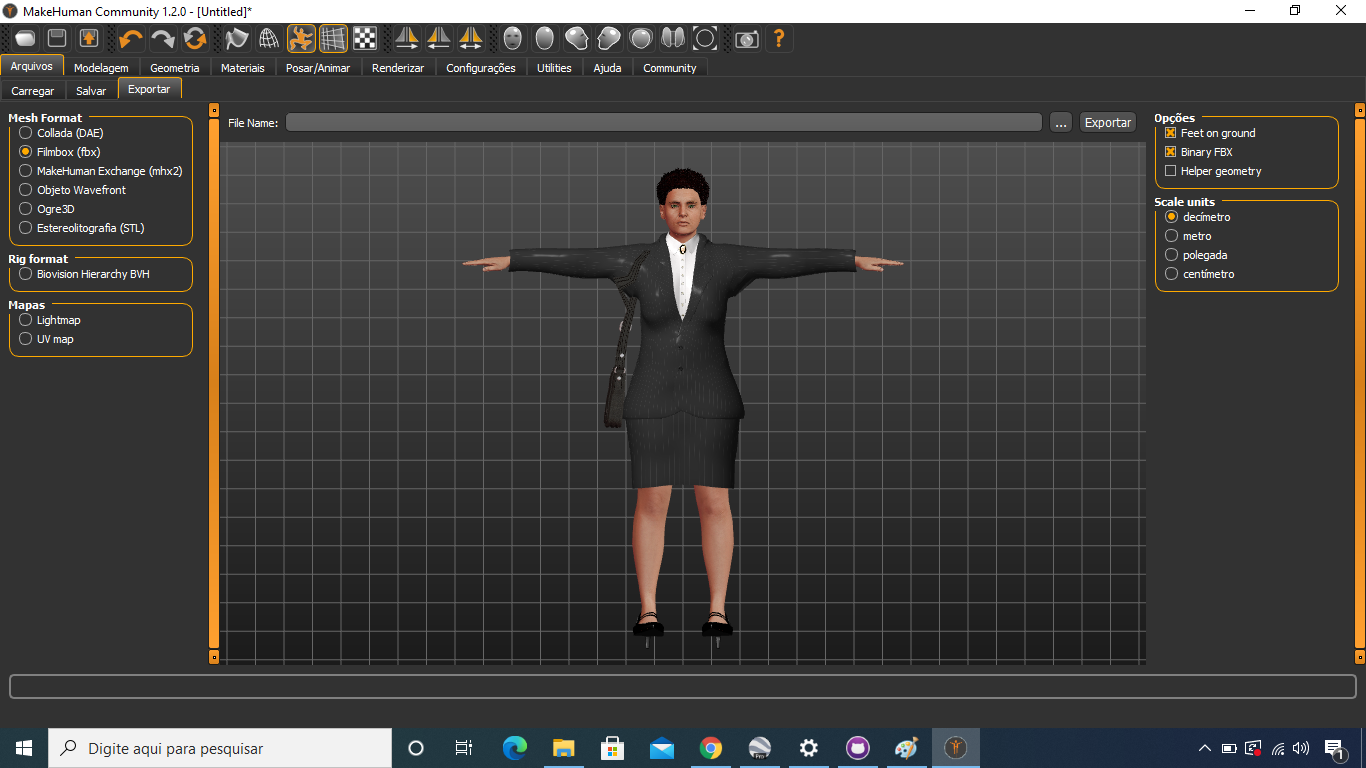 MakeHuman Community 1.2.0 - [Untitled]*
Arquivos Modelagem Geometria Materiais Posar/Animar Renderizar Configurações Utilities Ajuda Community
Carregar Salvar Exportar
Mesh Format
Collada (DAE)
Filmbox (fbx)
MakeHuman Exchange (mhx2)
Objeto Wavefront
Ogre3D
Estereolitografia (STL)
Rig format
Biovision Hierarchy BVH
Mapas
Lightmap
UV map
File Name: ... Exportar
Opções
Feet on ground
Binary FBX
Helper geometry
Scale units
decímetro
metro
polegada
centímetro
Digite aqui para pesquisar
Pro
1